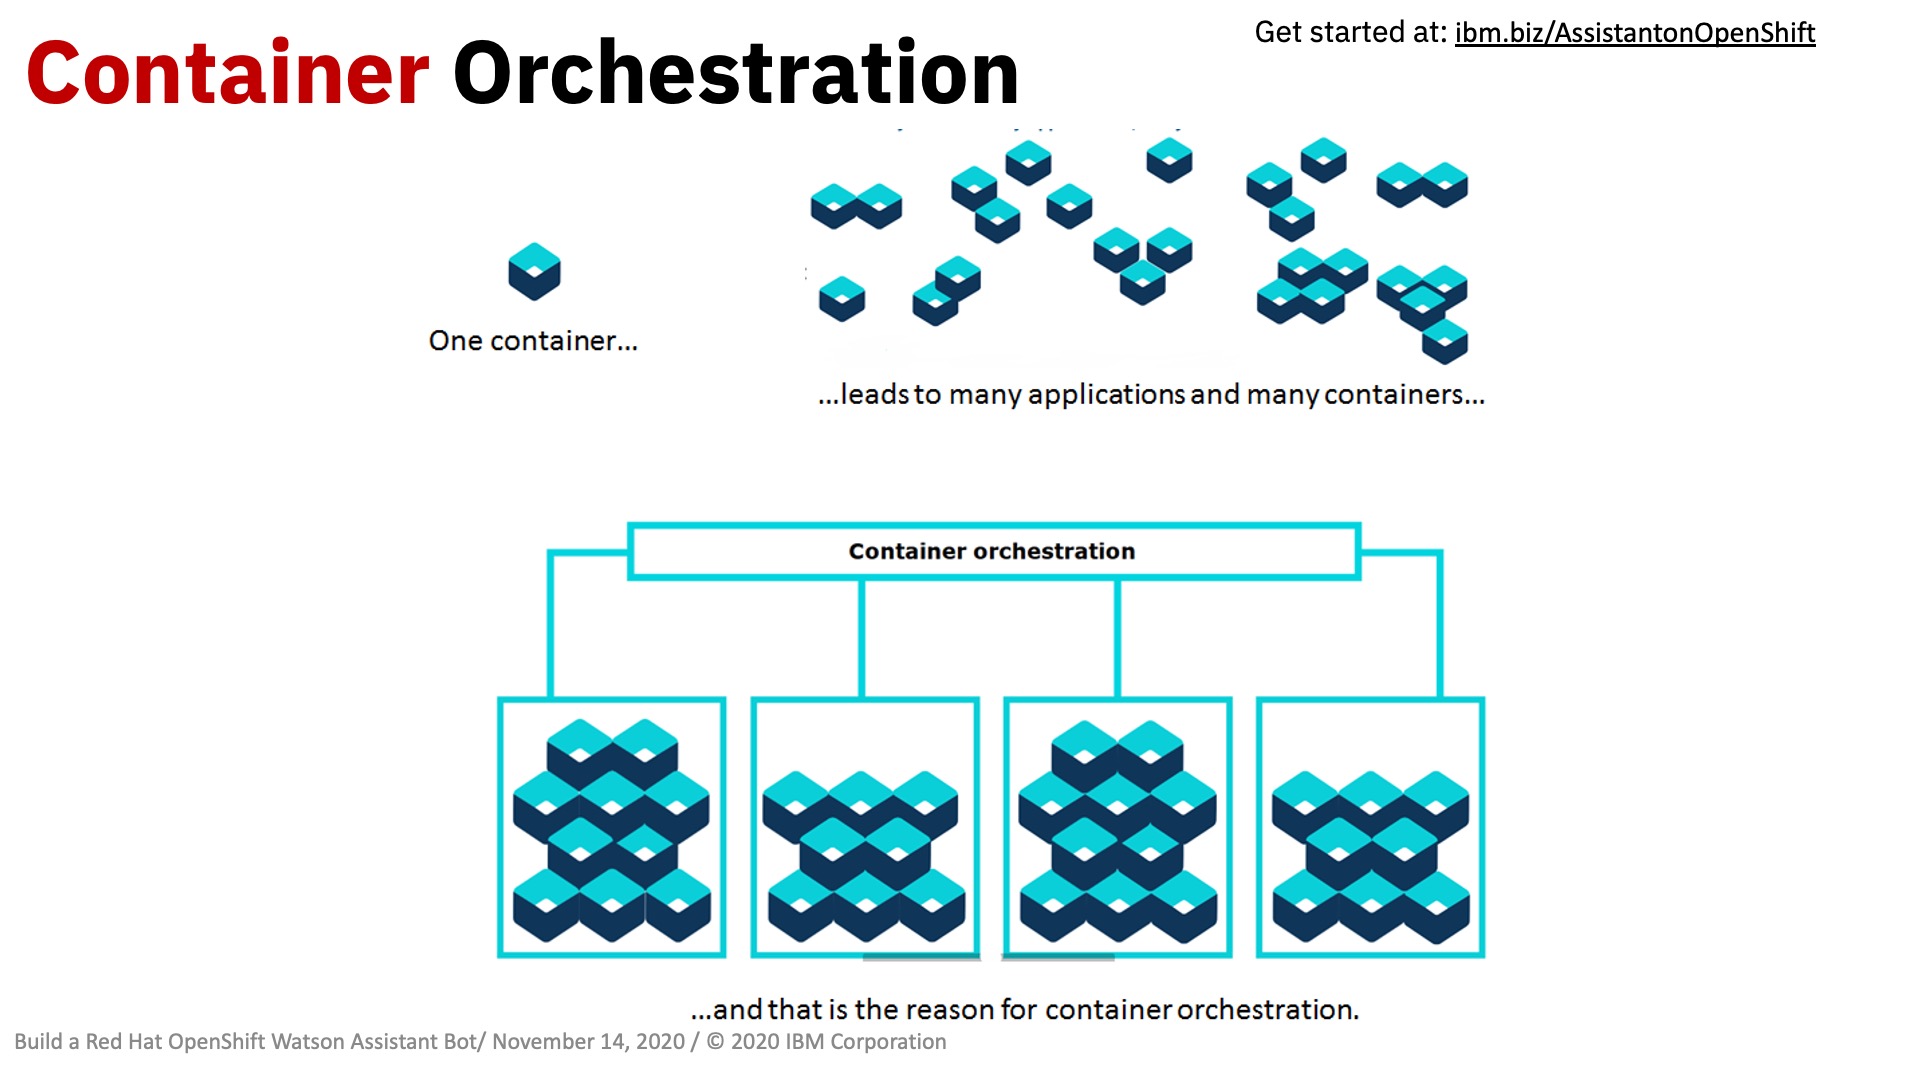 Get started at: ibm.biz/AssistantonOpenShift
Container Orchestration
One container...
...leads to many applications and many containers...
Container orchestration
...and that is the reason for container orchestration.
Build a Red Hat OpenShift Watson Assistant Bot/ November 14, 2020 / © 2020 IBM Corporation